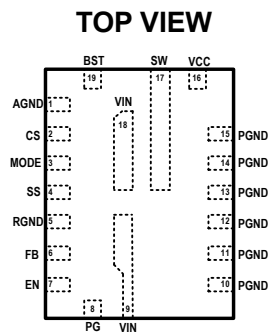 TOP VIEW
BST SW VCC
19 17 16
AGND 1
VIN
18
CS 2
15 PGND
MODE 3
14 PGND
SS 4
13 PGND
RGND 5
12 PGND
FB 6
11 PGND
EN 7
10 PGND
8 9
PG VIN